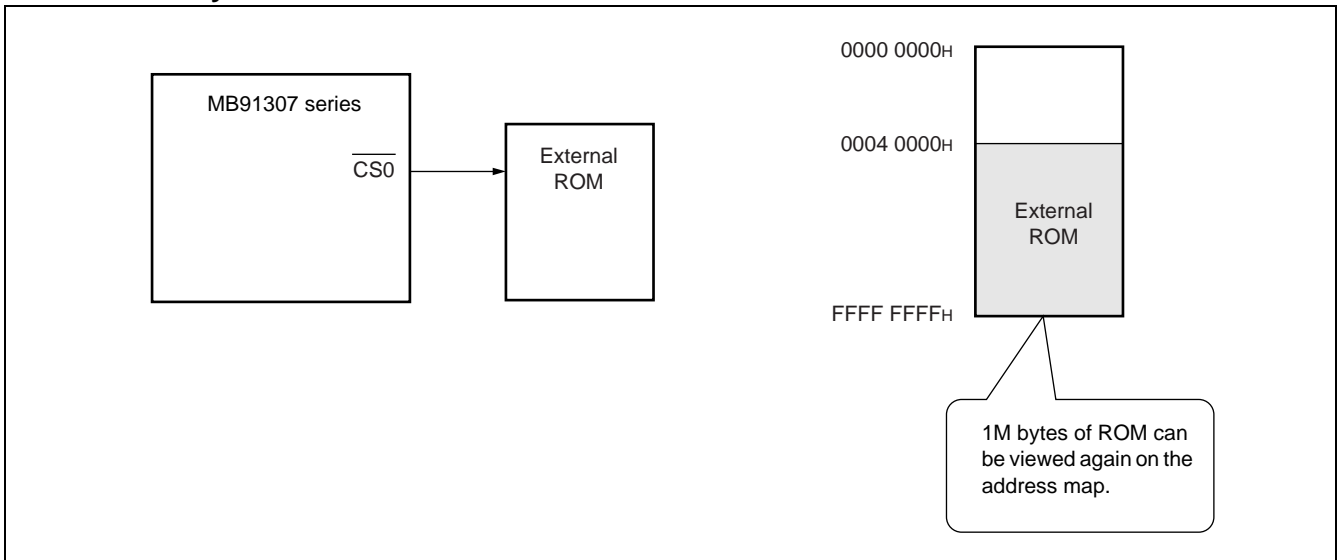 MB91307 series
CS0
External
ROM
0000 0000H
0004 0000H
External
ROM
FFFF FFFFH
1M bytes of ROM can
be viewed again on the
address map.